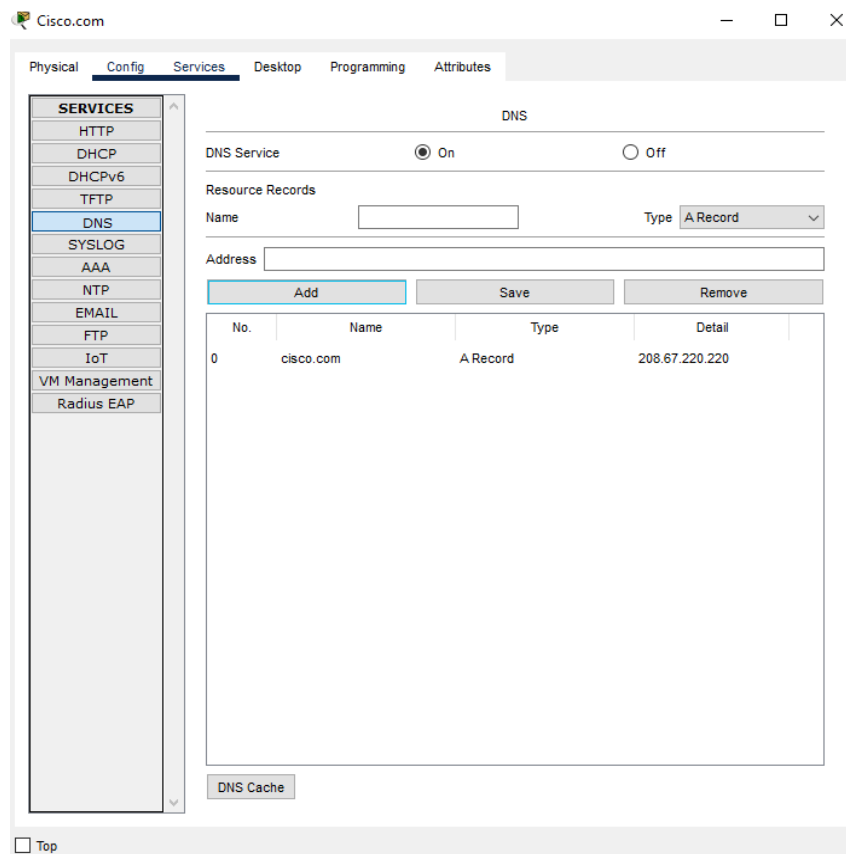 Cisco.com
Physical Config Services Desktop Programming Attributes
SERVICES
HTTP
DHCP
DHCPv6
TFTP
DNS
SYSLOG
AAA
NTP
EMAIL
FTP
IoT
VM Management
Radius EAP
DNS
DNS Service On Off
Resource Records
Name Type A Record
Address
Add Save Remove
No. Name Type Detail
0 cisco.com A Record 208.67.220.220
DNS Cache
Top